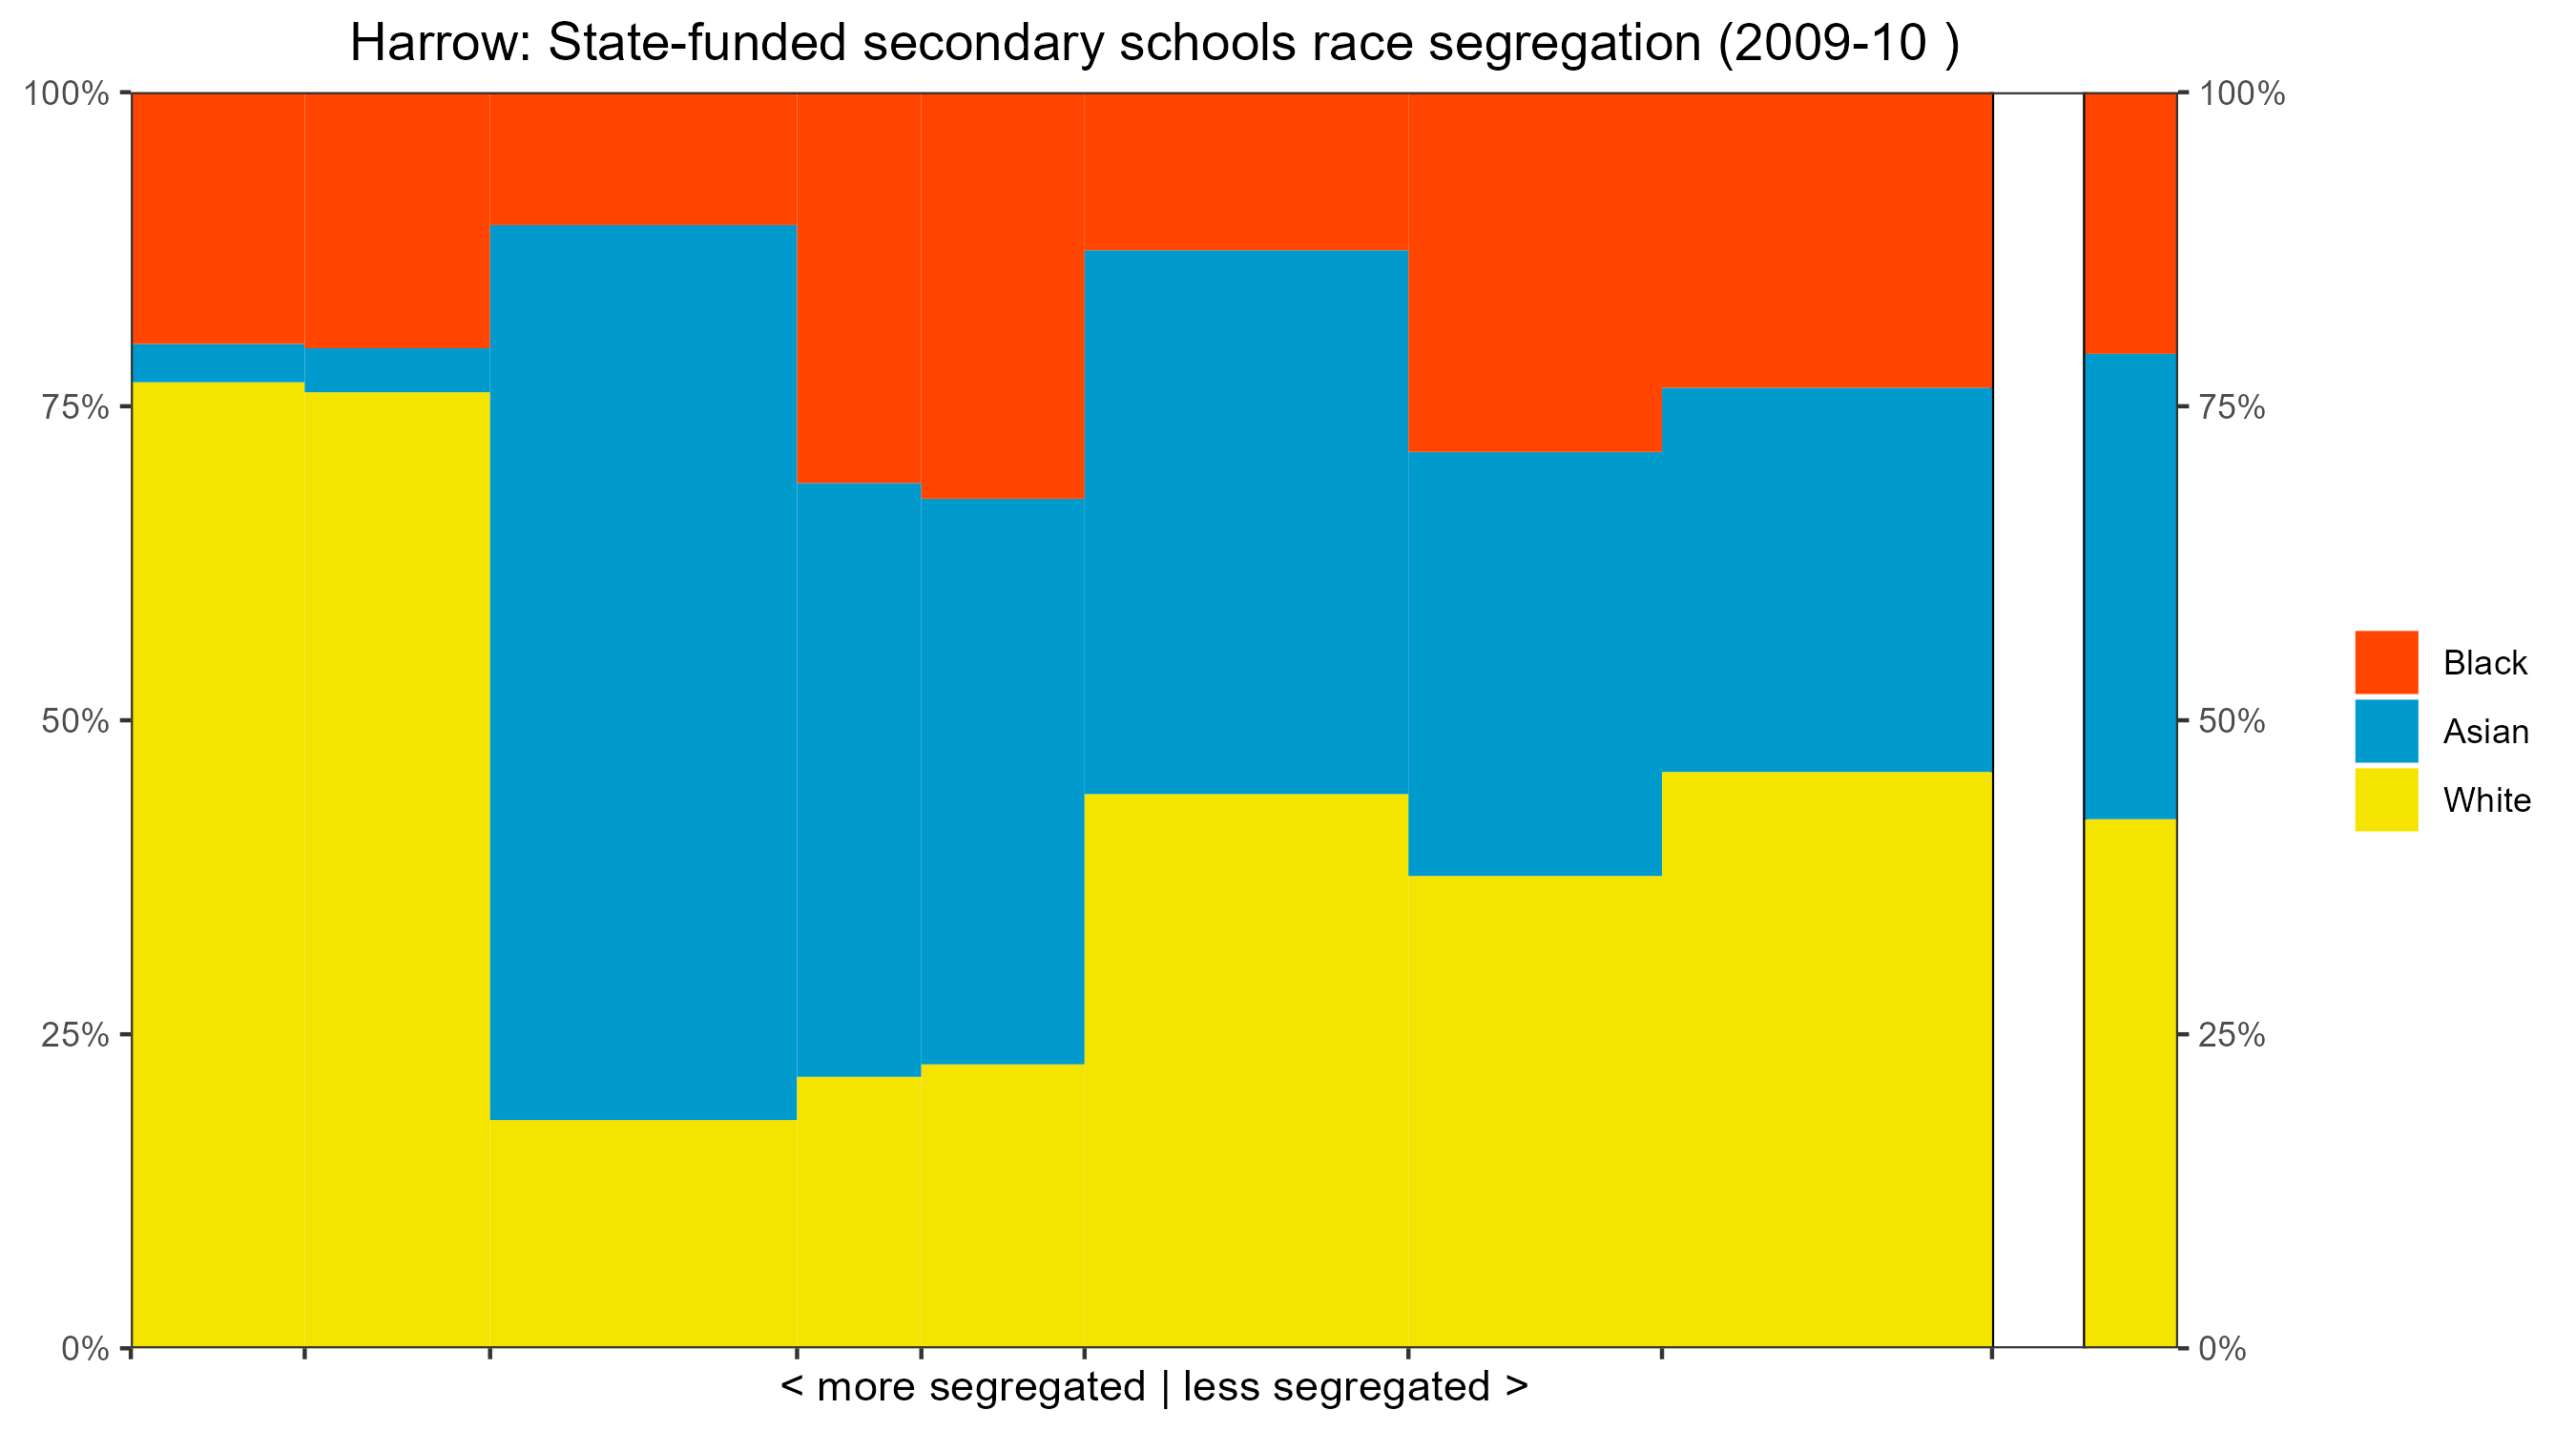 Harrow: State-funded secondary schools race segregation (2009-10 )
100%
75%
50%
25%
0%
100%
75%
50%
25%
0%
Black
Asian
White
< more segregated | less segregated >